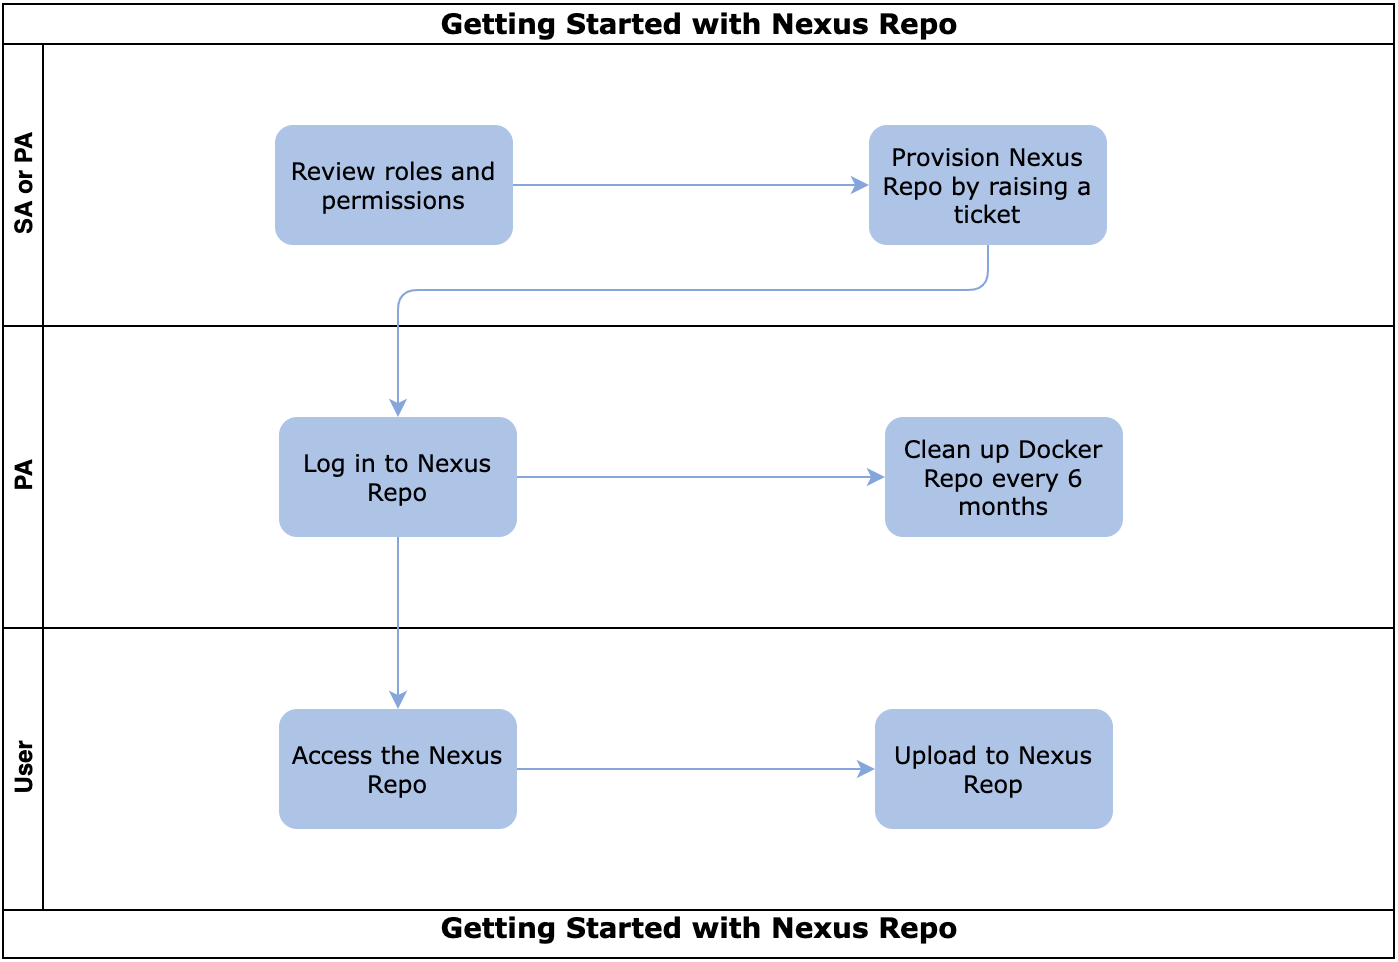 Getting Started with Nexus Repo
SA or PA
Review roles and
permissions
Provision Nexus
Repo by raising a
ticket
PA
Log in to Nexus
Repo
Clean up Docker
Repo every 6
months
User
Access the Nexus
Repo
Upload to Nexus
Reop
Getting Started with Nexus Repo